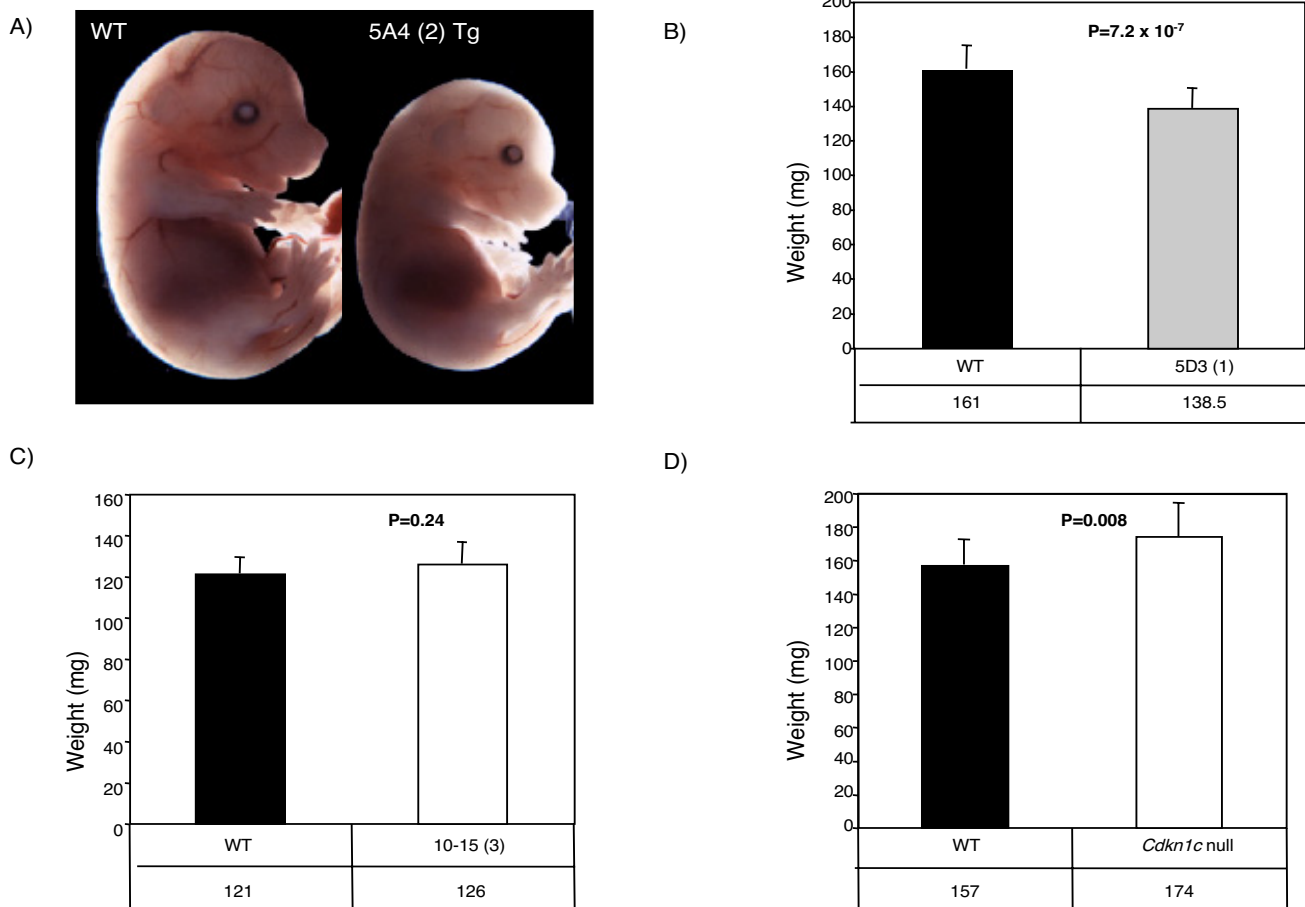 A)
WT 5A4 (2) Tg
B)
P=7.2 x 10-7
Weight (mg)
200
180
160
140
120
100
80
60
40
20
0
WT 5D3 (1)
161 138.5
C)
P=0.24
Weight (mg)
160
140
120
100
80
60
40
20
0
WT 10-15 (3)
121 126
D)
P=0.008
Weight (mg)
200
180
160
140
120
100
80
60
40
20
0
WT Cdkn1c null
157 174